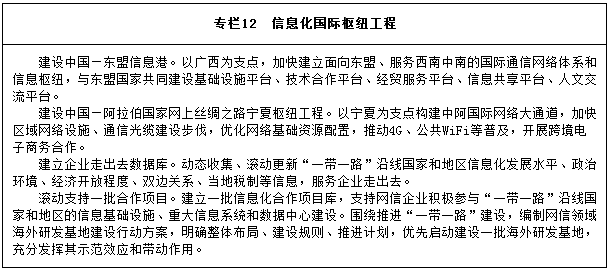 专栏12 信息化国际枢纽工程
建设中国—东盟信息港。以广西为支点，加快建立面向东盟、服务西南中南的国际通信网络体系和
信息枢纽，与东盟国家共同建设基础设施平台、技术合作平台、经贸服务平台、信息共享平台、人文交
流平台。
建设中国—阿拉伯国家网上丝绸之路宁夏枢纽工程。以宁夏为支点构建中阿国际网络大通道，加快
区域网络设施、通信光缆建设步伐，优化网络基础资源配置，推动4G、公共WiFi等普及，开展跨境电
子商务合作。
建立企业走出去数据库。动态收集、滚动更新“一带一路”沿线国家和地区信息化发展水平、政治
环境、经济开放程度、双边关系、当地税制等信息，服务企业走出去。
滚动支持一批合作项目。建立一批信息化合作项目库，支持网信企业积极参与“一带一路”沿线国
家和地区的信息基础设施、重大信息系统和数据中心建设。围绕推进“一带一路”建设，编制网信领域
海外研发基地建设行动方案，明确整体布局、建设规则、推进计划，优先启动建设一批海外研发基地，
充分发挥其示范效应和带动作用。